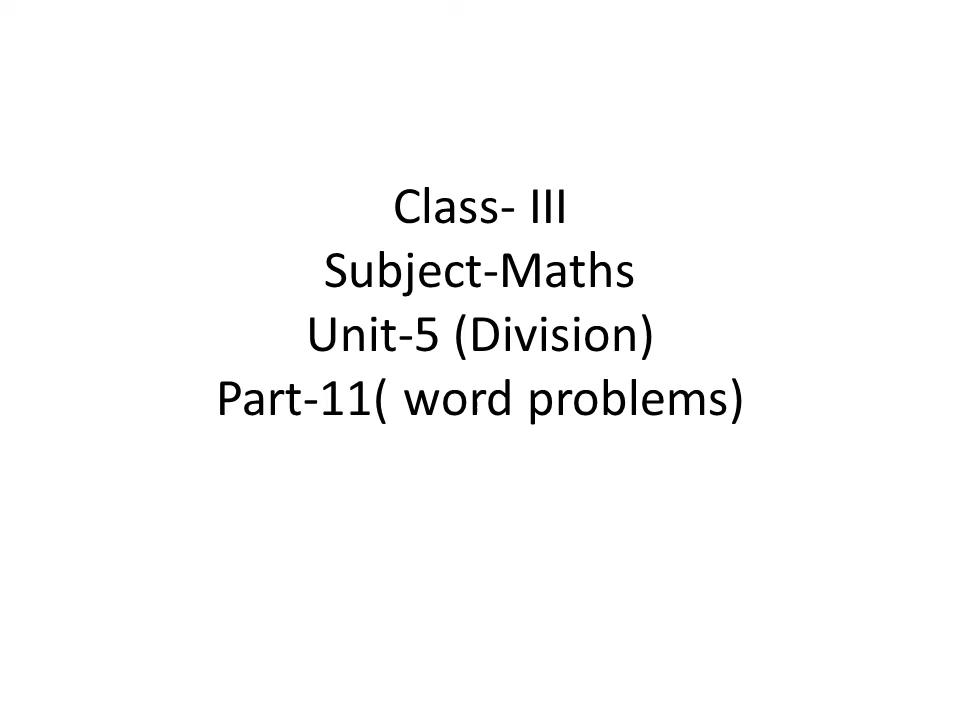 Class- III
Subject-Maths
Unit-5 (Division)
Part-11( word problems)